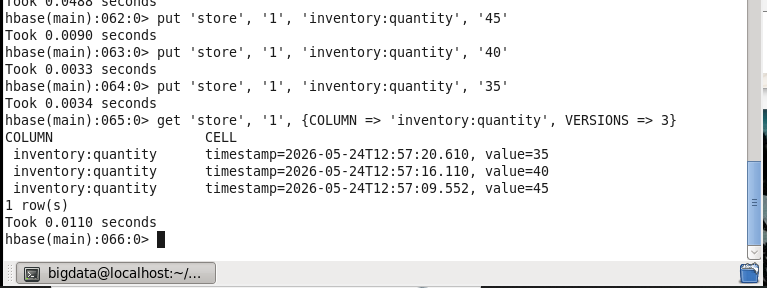 Took 0.0488 seconds
hbase(main):062:0> put 'store', '1', 'inventory:quantity', '45'
Took 0.0090 seconds
hbase(main):063:0> put 'store', '1', 'inventory:quantity', '40'
Took 0.0033 seconds
hbase(main):064:0> put 'store', '1', 'inventory:quantity', '35'
Took 0.0034 seconds
hbase(main):065:0> get 'store', '1', {COLUMN => 'inventory:quantity', VERSIONS => 3}
COLUMN CELL
inventory:quantity timestamp=2026-05-24T12:57:20.610, value=35
inventory:quantity timestamp=2026-05-24T12:57:16.110, value=40
inventory:quantity timestamp=2026-05-24T12:57:09.552, value=45
1 row(s)
Took 0.0110 seconds
hbase(main):066:0>
bigdata@localhost:~/...